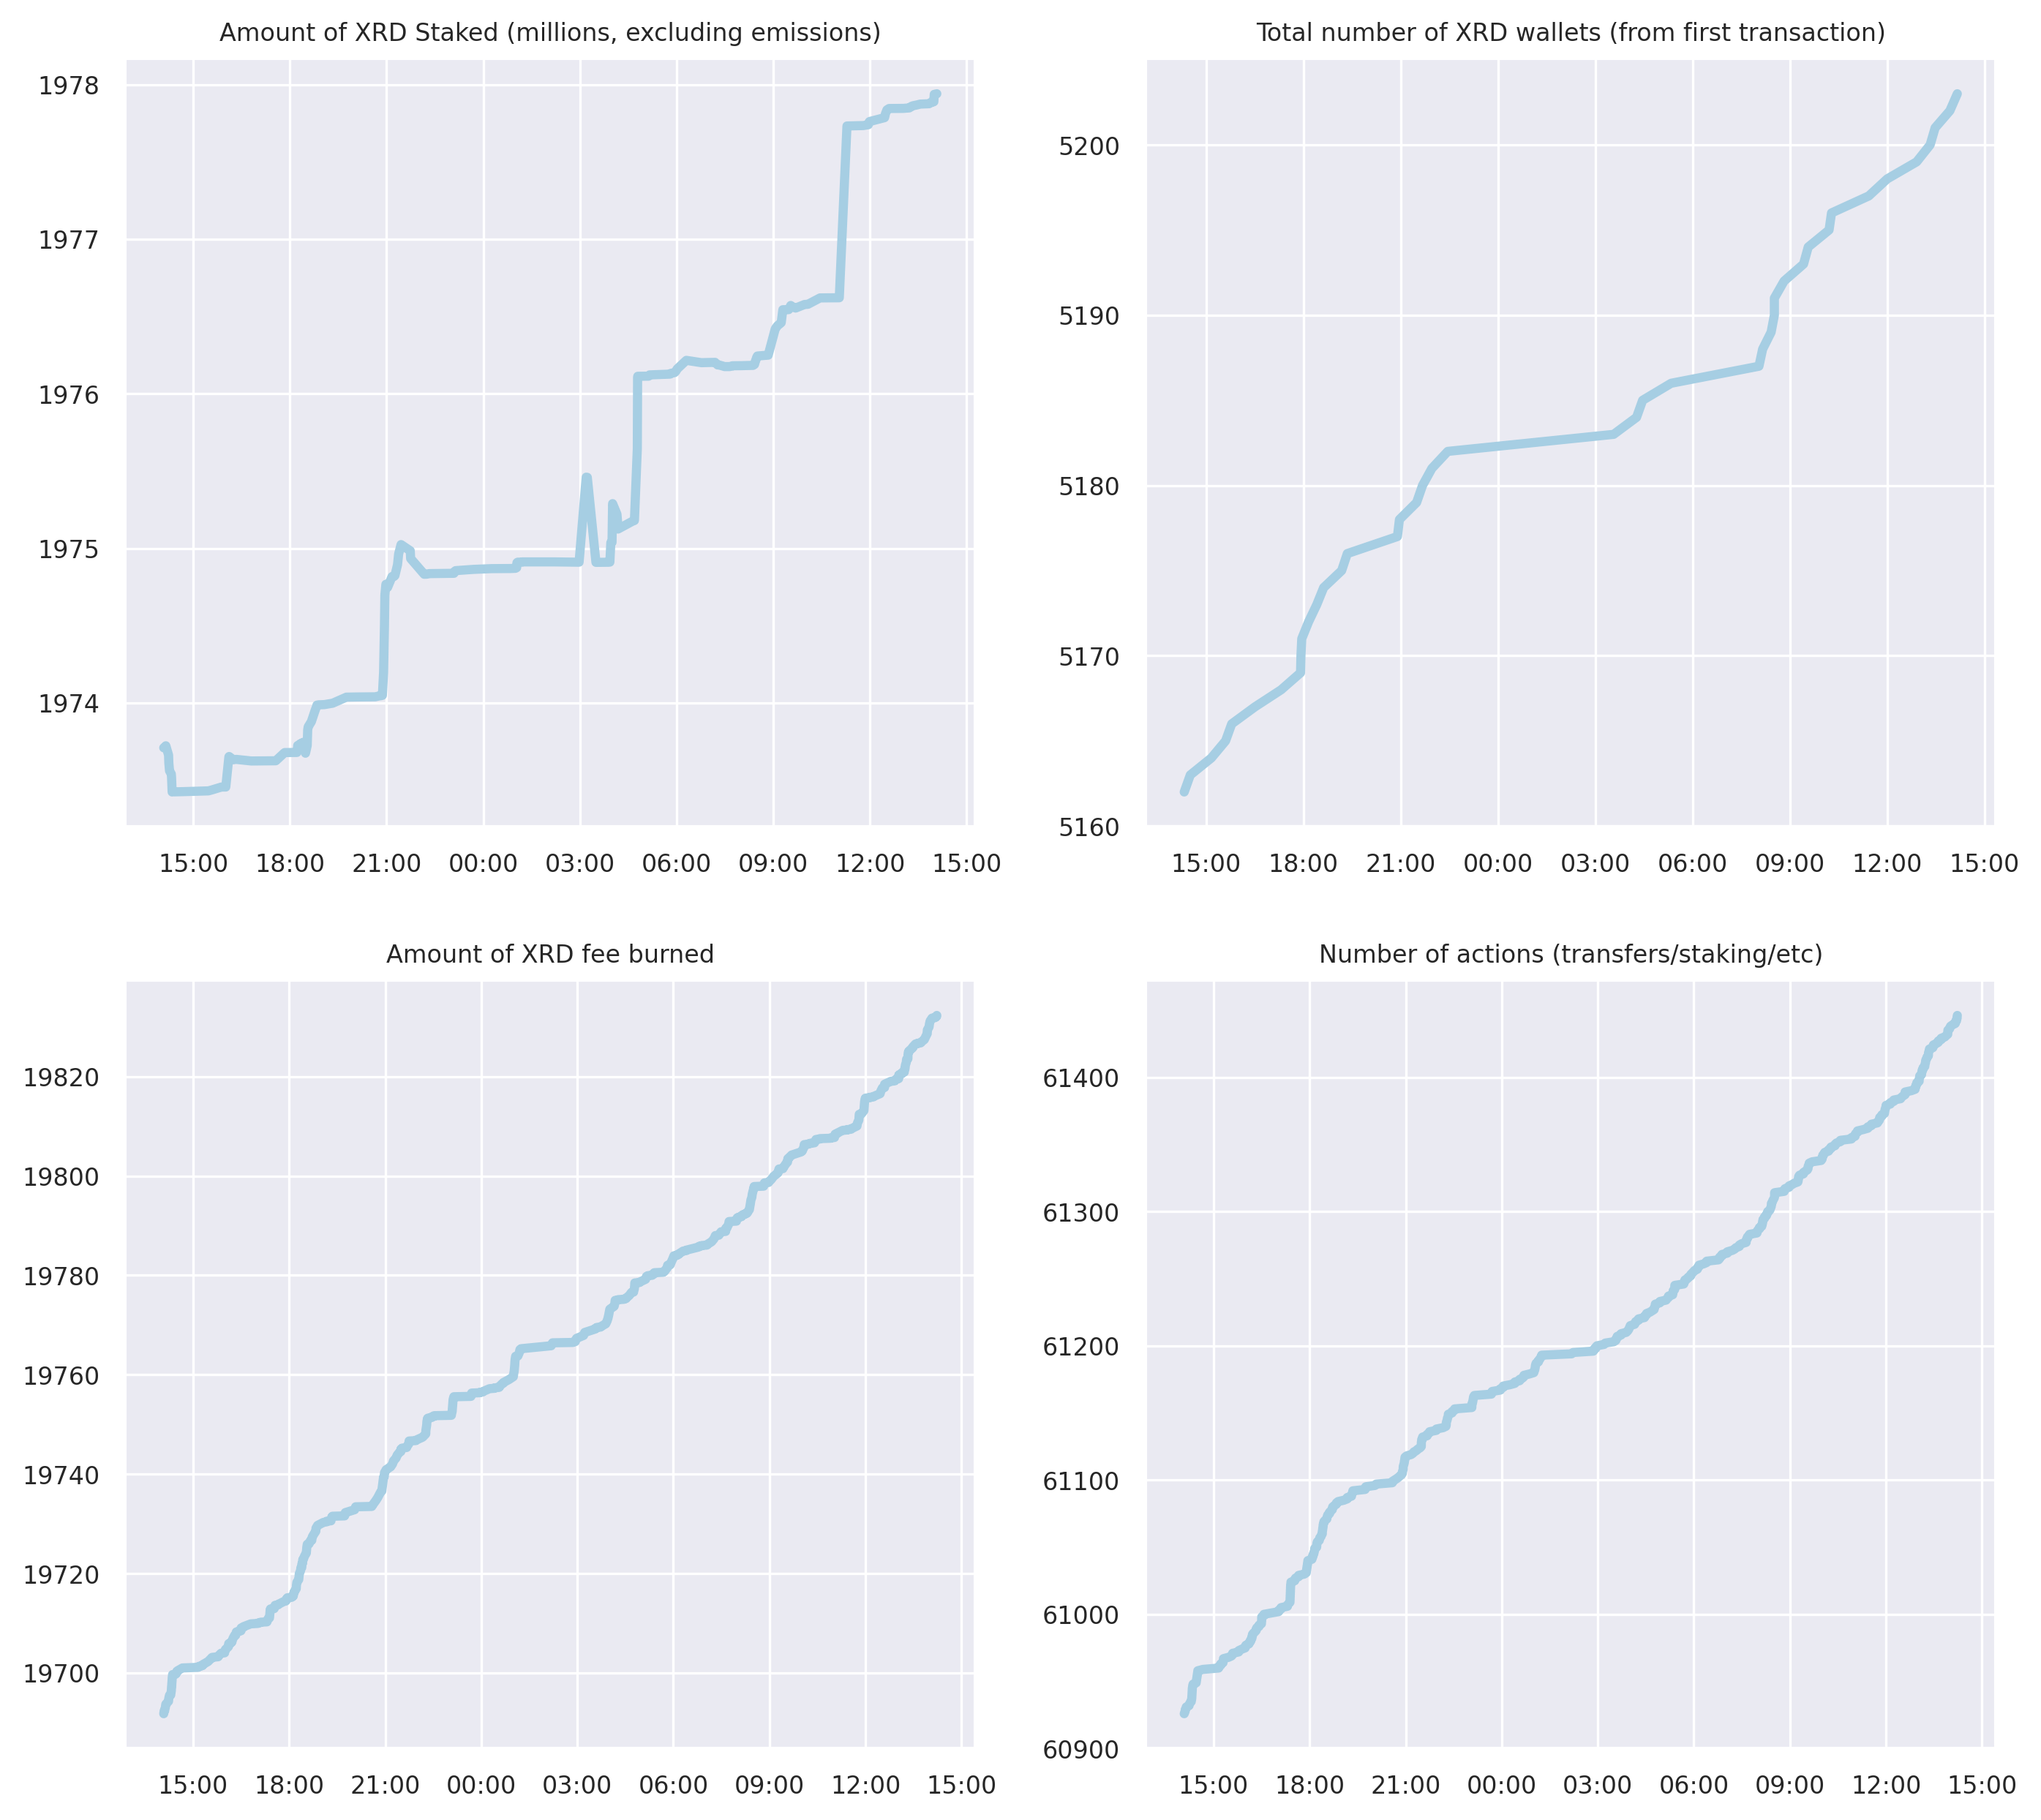 Amount of XRD Staked (millions, excluding emissions)
1978
1977
1976
1975
1974
15:00 18:00 21:00 00:00 03:00 06:00 09:00 12:00 15:00
Total number of XRD wallets (from first transaction)
5200
5190
5180
5170
5160
15:00 18:00 21:00 00:00 03:00 06:00 09:00 12:00 15:00
Amount of XRD fee burned
19820
19800
19780
19760
19740
19720
19700
15:00 18:00 21:00 00:00 03:00 06:00 09:00 12:00 15:00
Number of actions (transfers/staking/etc)
61400
61300
61200
61100
61000
60900
15:00 18:00 21:00 00:00 03:00 06:00 09:00 12:00 15:00